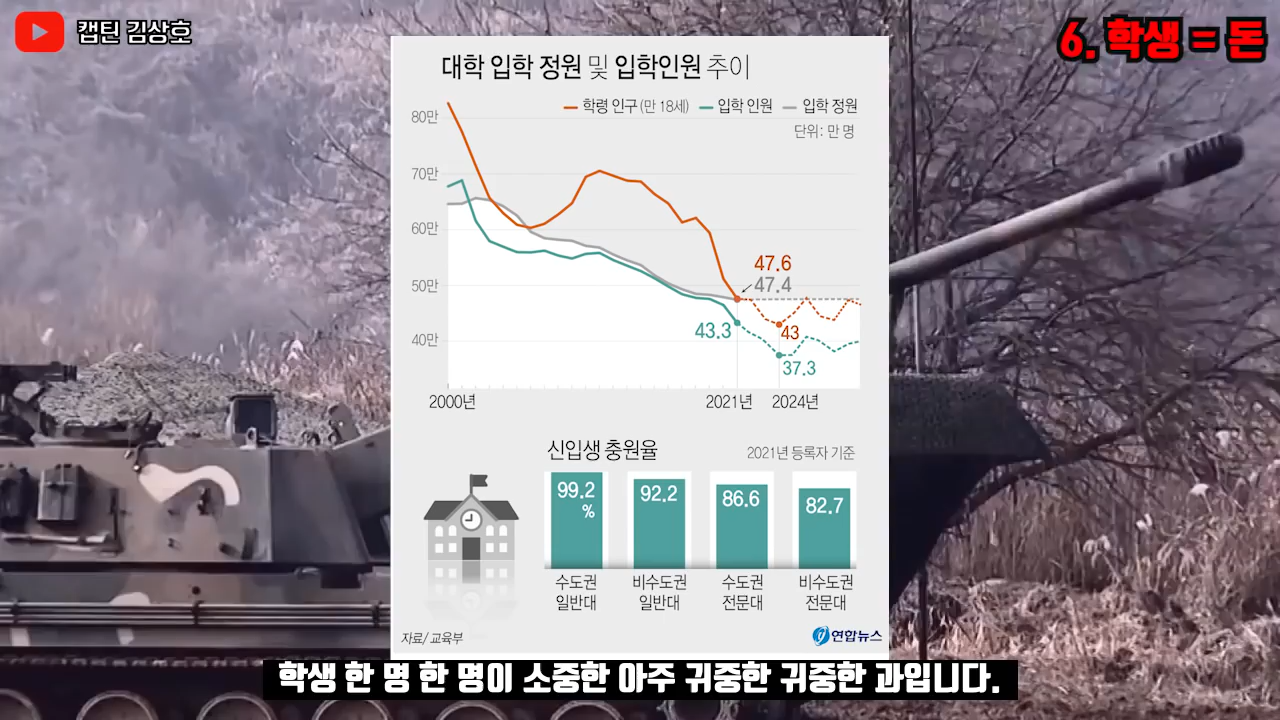 캡틴 김상호
6. 학생 = 돈
대학 입학 정원 및 입학인원 추이
학령 인구(만 18세) 입학 인원 입학 정원
단위: 만 명
80만
70만
60만
50만
40만
47.6
47.4
43.3
43
37.3
2000년 2021년 2024년
신입생 충원율
2021년 등록자 기준
99.2 % 92.2 86.6 82.7
수도권 비수도권 수도권 비수도권
일반대 일반대 전문대 전문대
자료/ 교육부
연합뉴스
학생 한 명 한 명이 소중한 아주 귀중한 귀중한 과입니다.